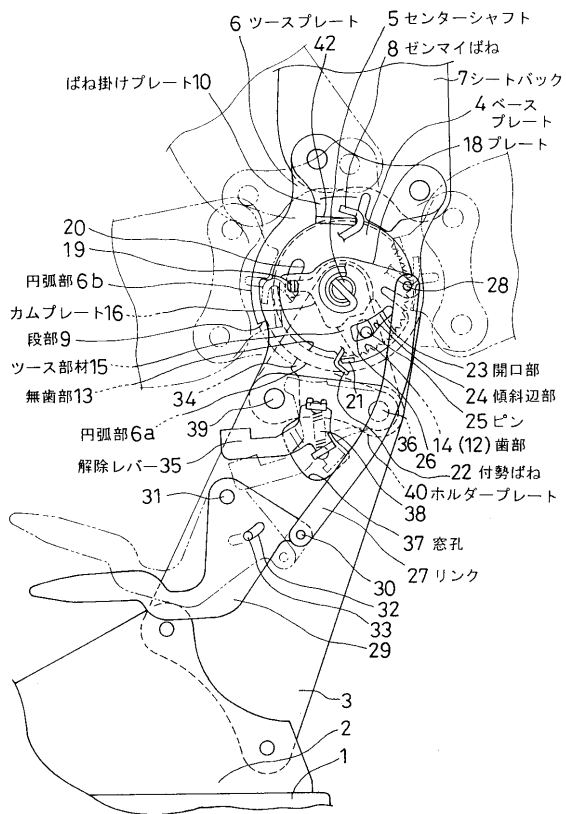 5 センターシャフト
6 ツースプレート
42
8 ゼンマイばね
ばね掛けプレート10
7シートバック
4 ベース
プレート
18 プレート
20
19
円弧部6b
28
カムプレート16
段部9
ツース部材15
23 開口部
無歯部13
24 傾斜辺部
34
21
25 ピン
39
円弧部6a
36
14 (12) 歯部
26
22 付勢ばね
解除レバー35
40 ホルダープレート
38
31
37 窓孔
27 リンク
30
32
33
29
3
2
1